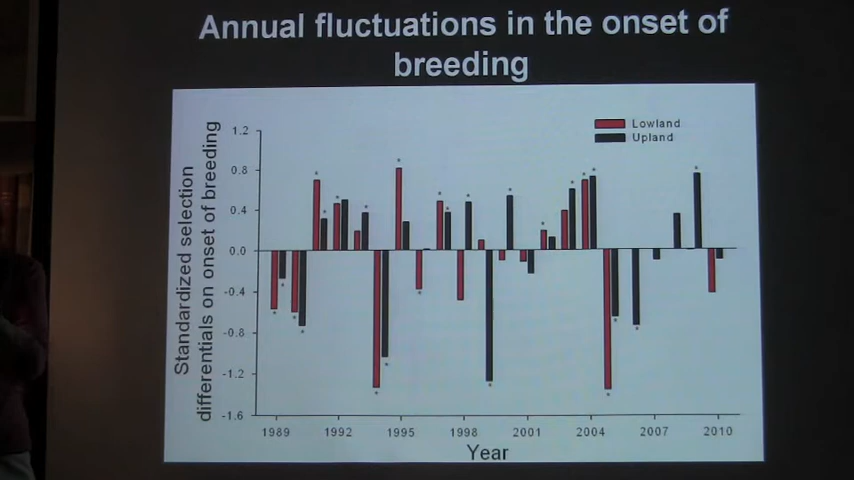 Annual fluctuations in the onset of
breeding
Standardized selection
differentials on onset of breeding
1.2
0.8
0.4
0.0
-0.4
-0.8
-1.2
-1.6
Lowland
Upland
1989 1992 1995 1998 2001 2004 2007 2010
Year